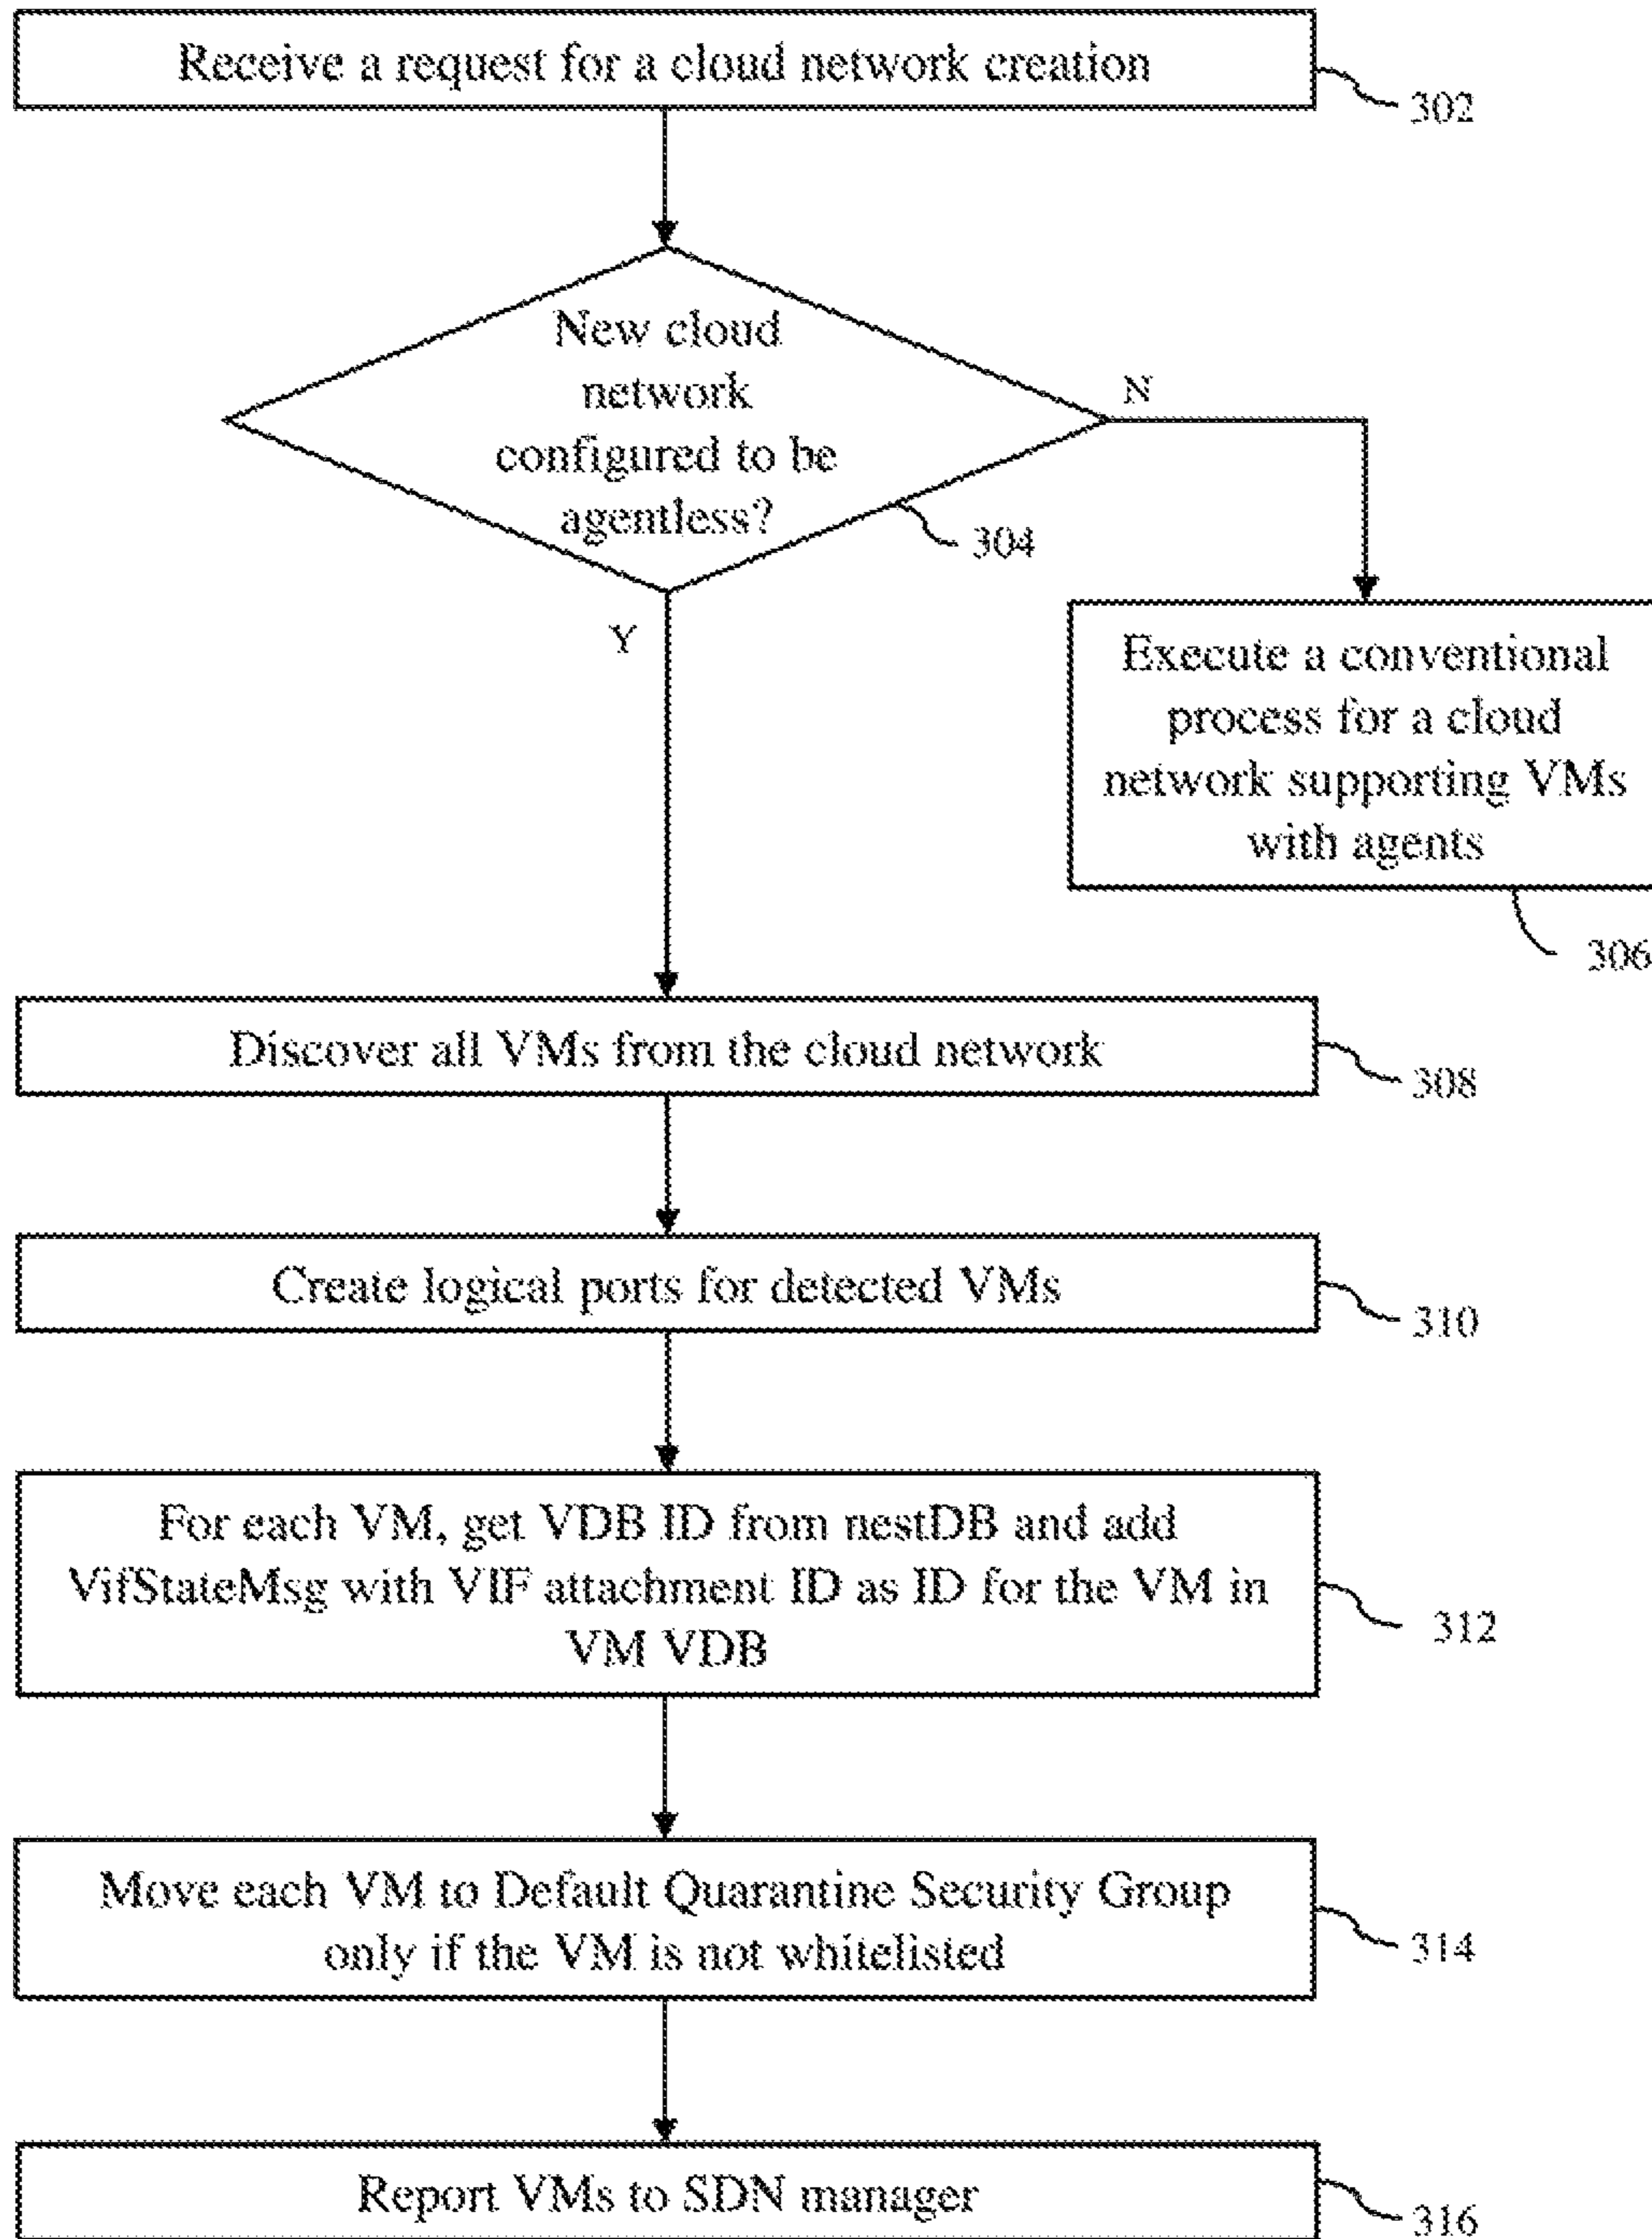 Receive a request for a cloud network creation
302
New cloud
network
configured to be
agentless?
N
304
Y
Execute a conventional
process for a cloud
network supporting VMs
with agents
306
Discover all VMs from the cloud network
308
Create logical ports for detected VMs
310
For each VM, get VDB ID from nestDB and add
VifStateMsg with VIF attachment ID as ID for the VM in
VM VDB
312
Move each VM to Default Quarantine Security Group
only if the VM is not whitelisted
314
Report VMs to SDN manager
316